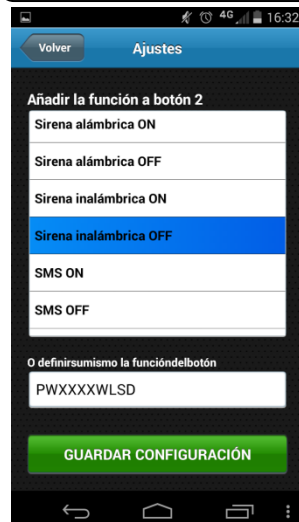 4G 16:32
Volver Ajustes
Añadir la función a botón 2
Sirena alámbrica ON
Sirena alámbrica OFF
Sirena inalámbrica ON
Sirena inalámbrica OFF
SMS ON
SMS OFF
O definirsumismo la funcióndelbotón
PWXXXXWLSD
GUARDAR CONFIGURACIÓN